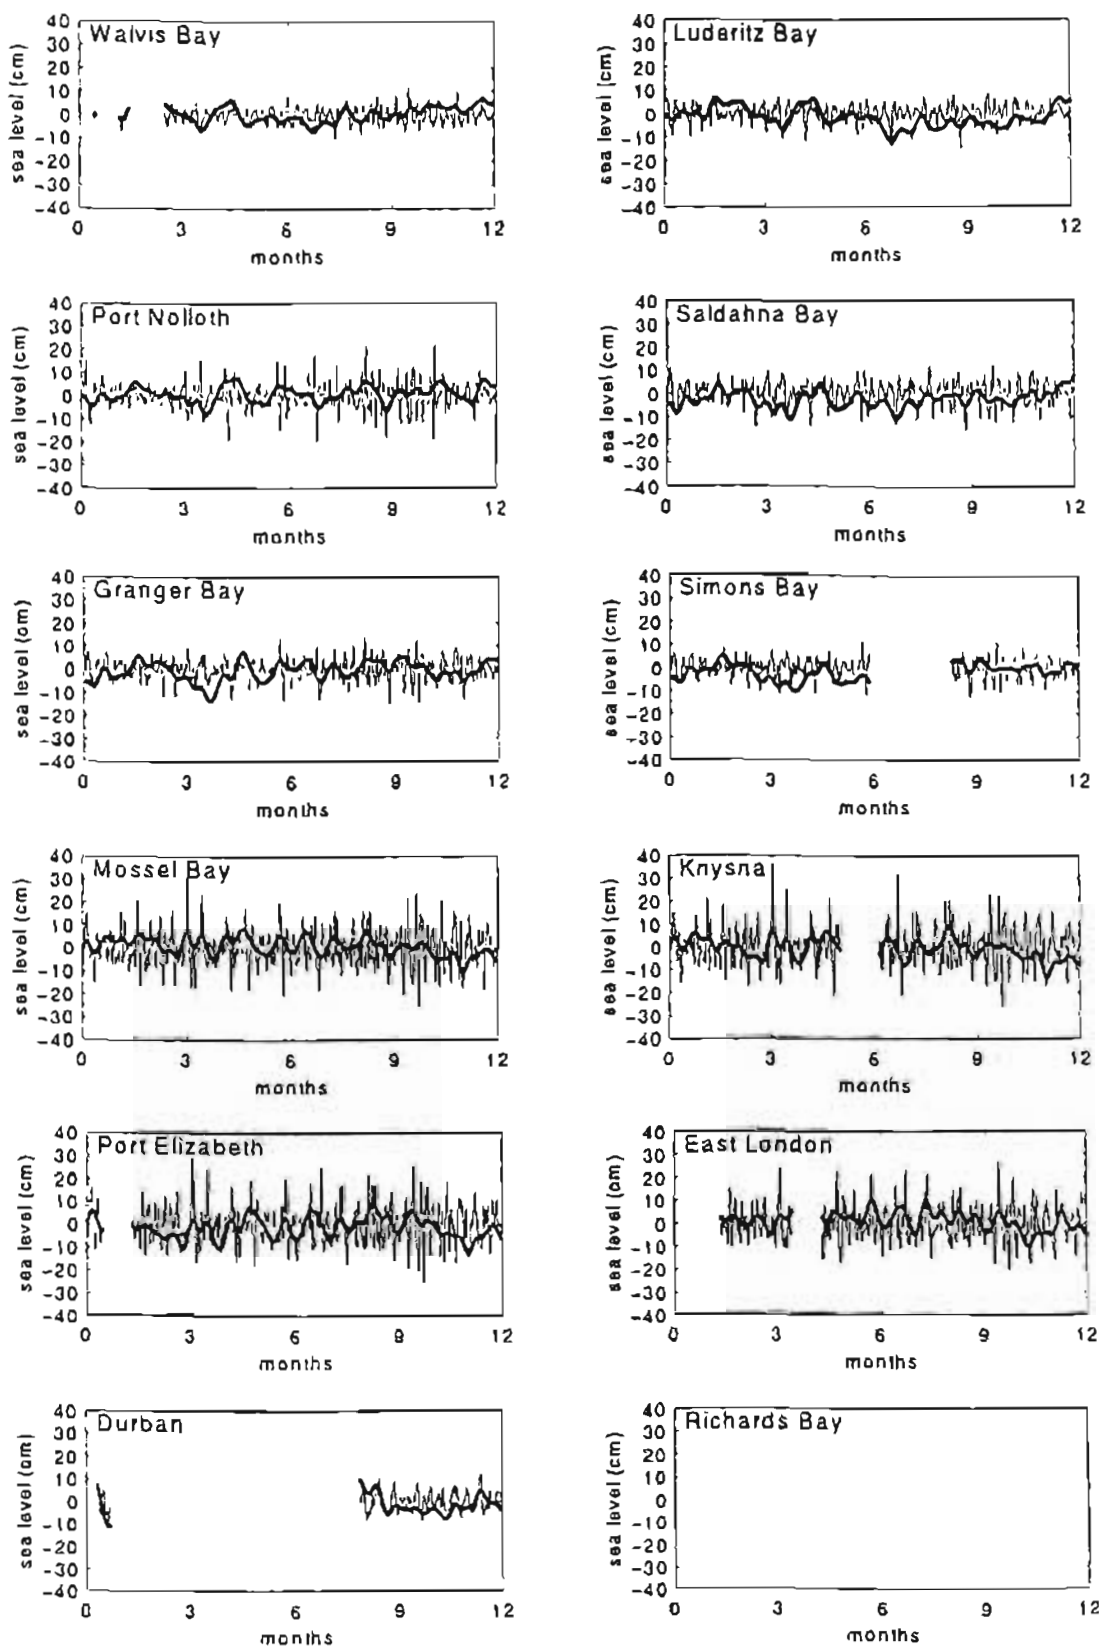 Walvis Bay
sea level (cm)
40
30
20
10
0
-10
-20
-30
-40
0 3 6 9 12
months
Luderitz Bay
sea level (cm)
40
30
20
10
0
-10
-20
-30
-40
0 3 6 9 12
months
Port Nolloth
sea level (cm)
40
30
20
10
0
-10
-20
-30
-40
0 3 6 9 12
months
Saldahna Bay
sea level (cm)
40
30
20
10
0
-10
-20
-30
-40
0 3 6 9 12
months
Granger Bay
sea level (cm)
40
30
20
10
0
-10
-20
-30
-40
0 3 6 9 12
months
Simons Bay
sea level (cm)
40
30
20
10
0
-10
-20
-30
-40
0 3 6 9 12
months
Mossel Bay
sea level (cm)
40
30
20
10
0
-10
-20
-30
-40
0 3 6 9 12
months
Knysna
sea level (cm)
40
30
20
10
0
-10
-20
-30
-40
0 3 6 9 12
months
Port Elizabeth
sea level (cm)
40
30
20
10
0
-10
-20
-30
-40
0 3 6 9 12
months
East London
sea level (cm)
40
30
20
10
0
-10
-20
-30
-40
0 3 6 9 12
months
Durban
sea level (cm)
40
30
20
10
0
-10
-20
-30
-40
0 3 6 9 12
months
Richards Bay
sea level (cm)
40
30
20
10
0
-10
-20
-30
-40
0 3 6 9 12
months